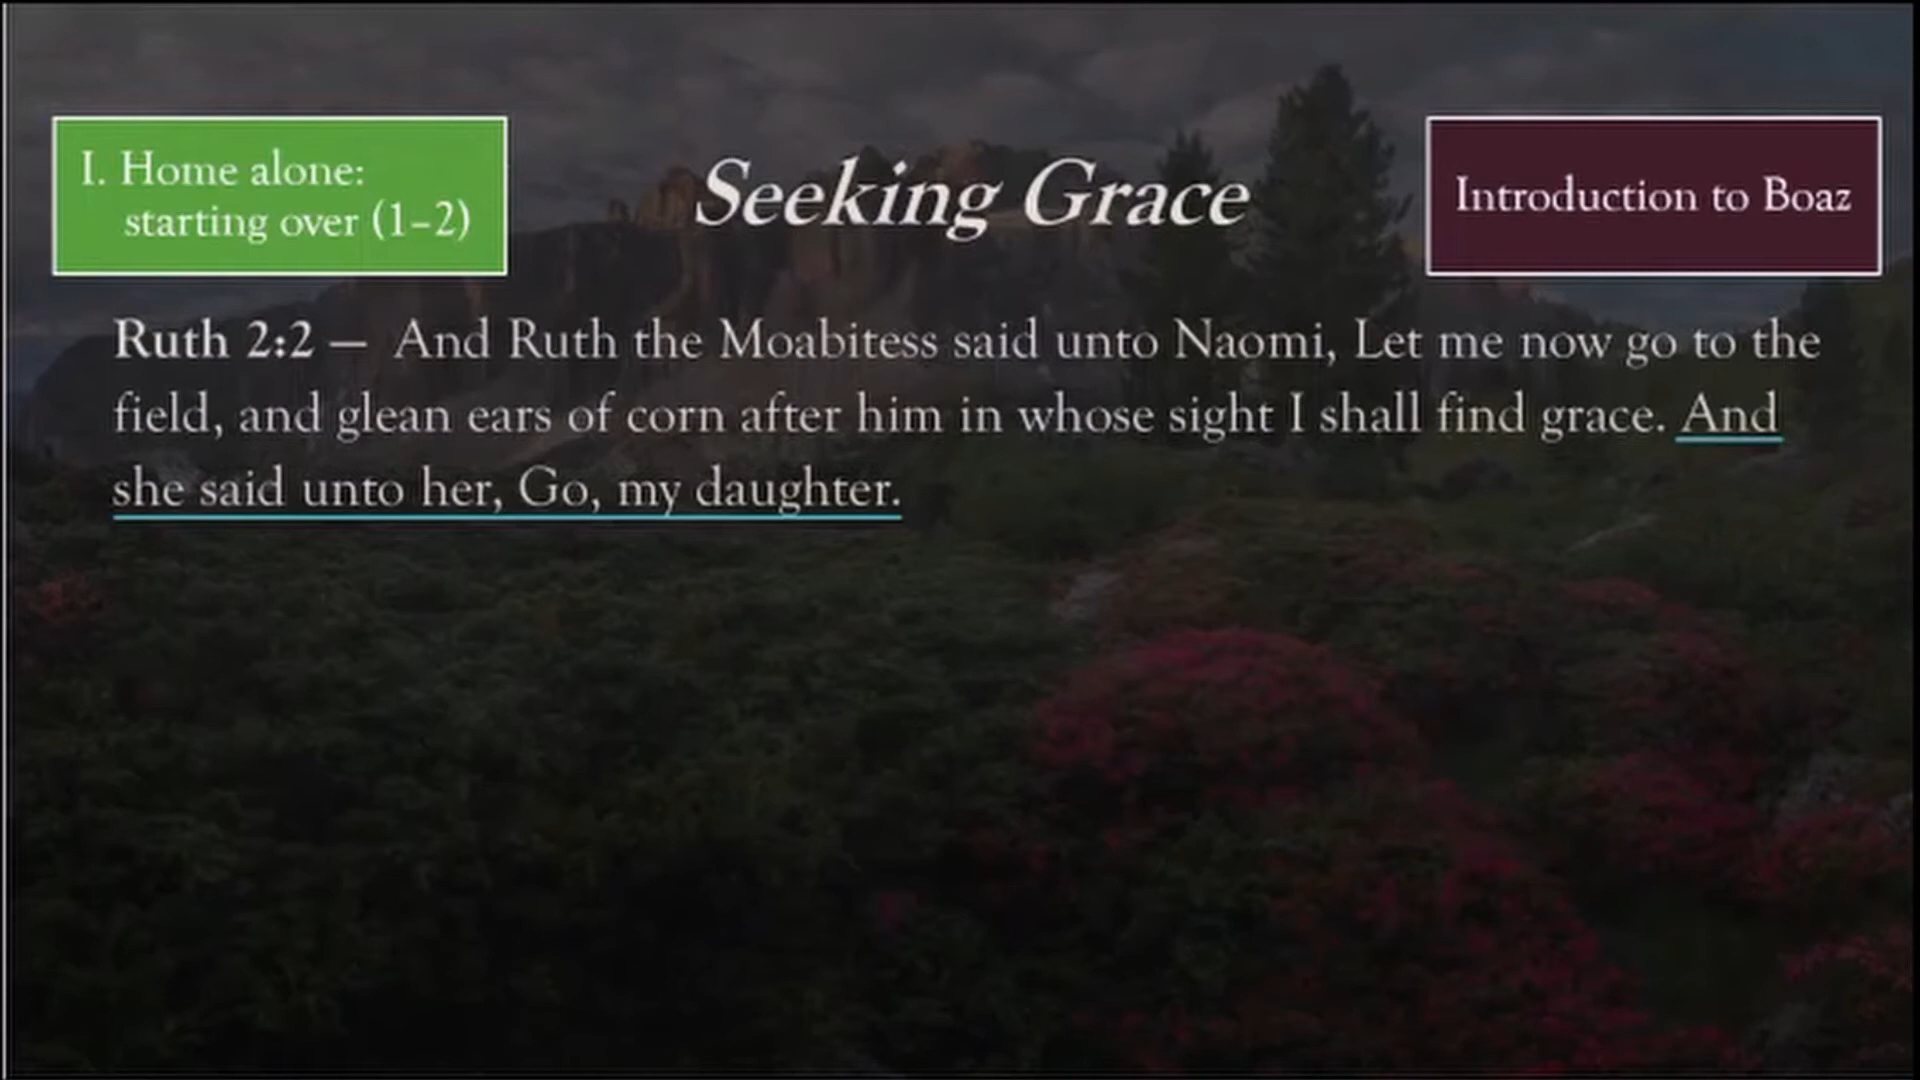 I. Home alone:
starting over (1–2)
Seeking Grace
Introduction to Boaz
Ruth 2:2 — And Ruth the Moabitess said unto Naomi, Let me now go to the
field, and glean ears of corn after him in whose sight I shall find grace. And
she said unto her, Go, my daughter.